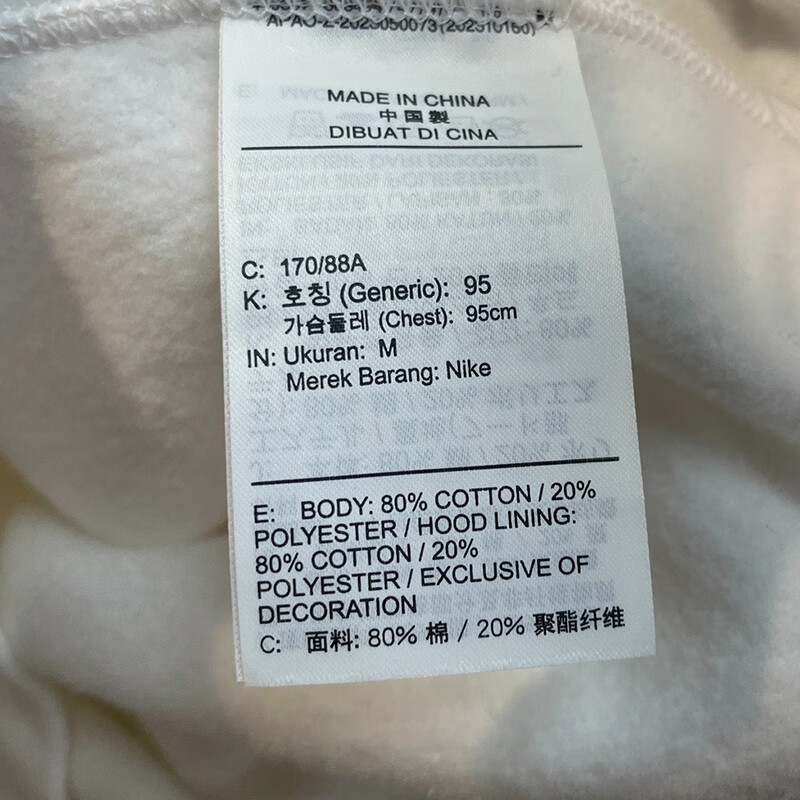 MADE IN CHINA
中国製
DIBUAT DI CINA
C: 170/88A
K: 호칭 (Generic): 95
가슴둘레 (Chest): 95cm
IN: Ukuran: M
Merek Barang: Nike
E: BODY: 80% COTTON / 20%
POLYESTER / HOOD LINING:
80% COTTON / 20%
POLYESTER / EXCLUSIVE OF
DECORATION
C: 面料: 80% 棉 / 20% 聚酯纤维